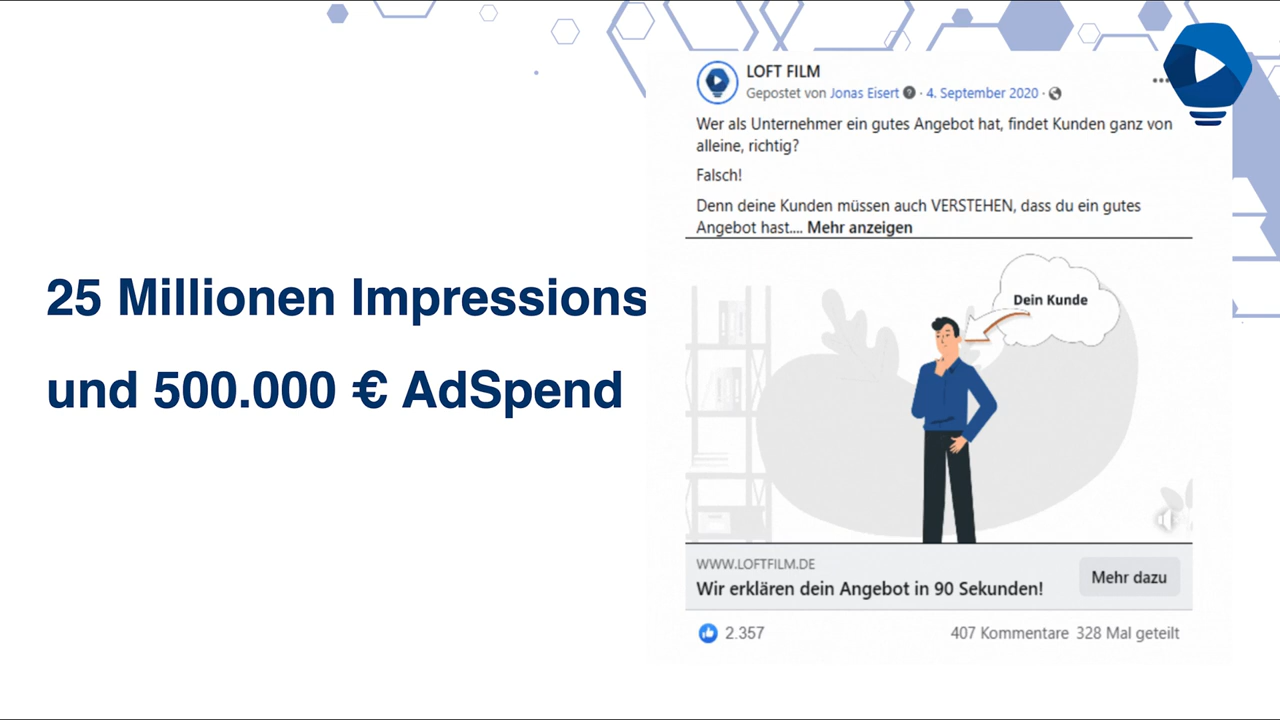 25 Millionen Impressions
und 500.000 € AdSpend
LOFT FILM
Gepostet von Jonas Eisert · 4. September 2020 ·
Wer als Unternehmer ein gutes Angebot hat, findet Kunden ganz von
alleine, richtig?
Falsch!
Denn deine Kunden müssen auch VERSTEHEN, dass du ein gutes
Angebot hast.... Mehr anzeigen
Dein Kunde
WWW.LOFTFILM.DE
Wir erklären dein Angebot in 90 Sekunden!
Mehr dazu
2.357
407 Kommentare 328 Mal geteilt